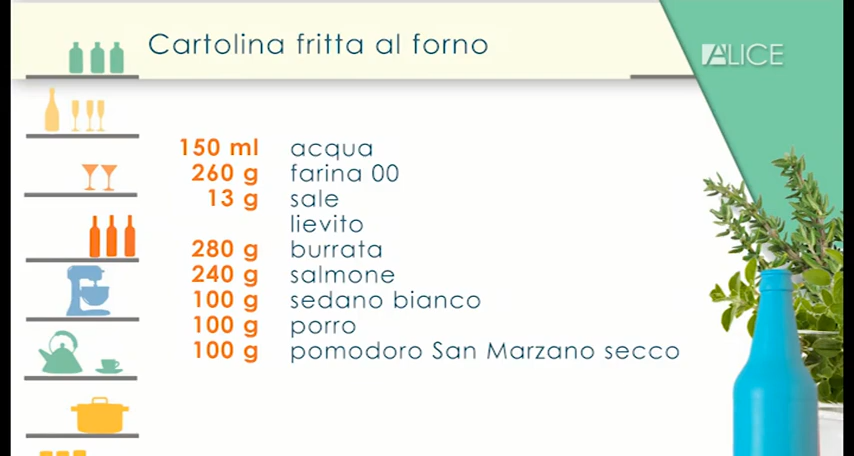 Cartolina fritta al forno
ALICE
150 ml acqua
260 g farina 00
13 g sale
lievito
280 g burrata
240 g salmone
100 g sedano bianco
100 g porro
100 g pomodoro San Marzano secco